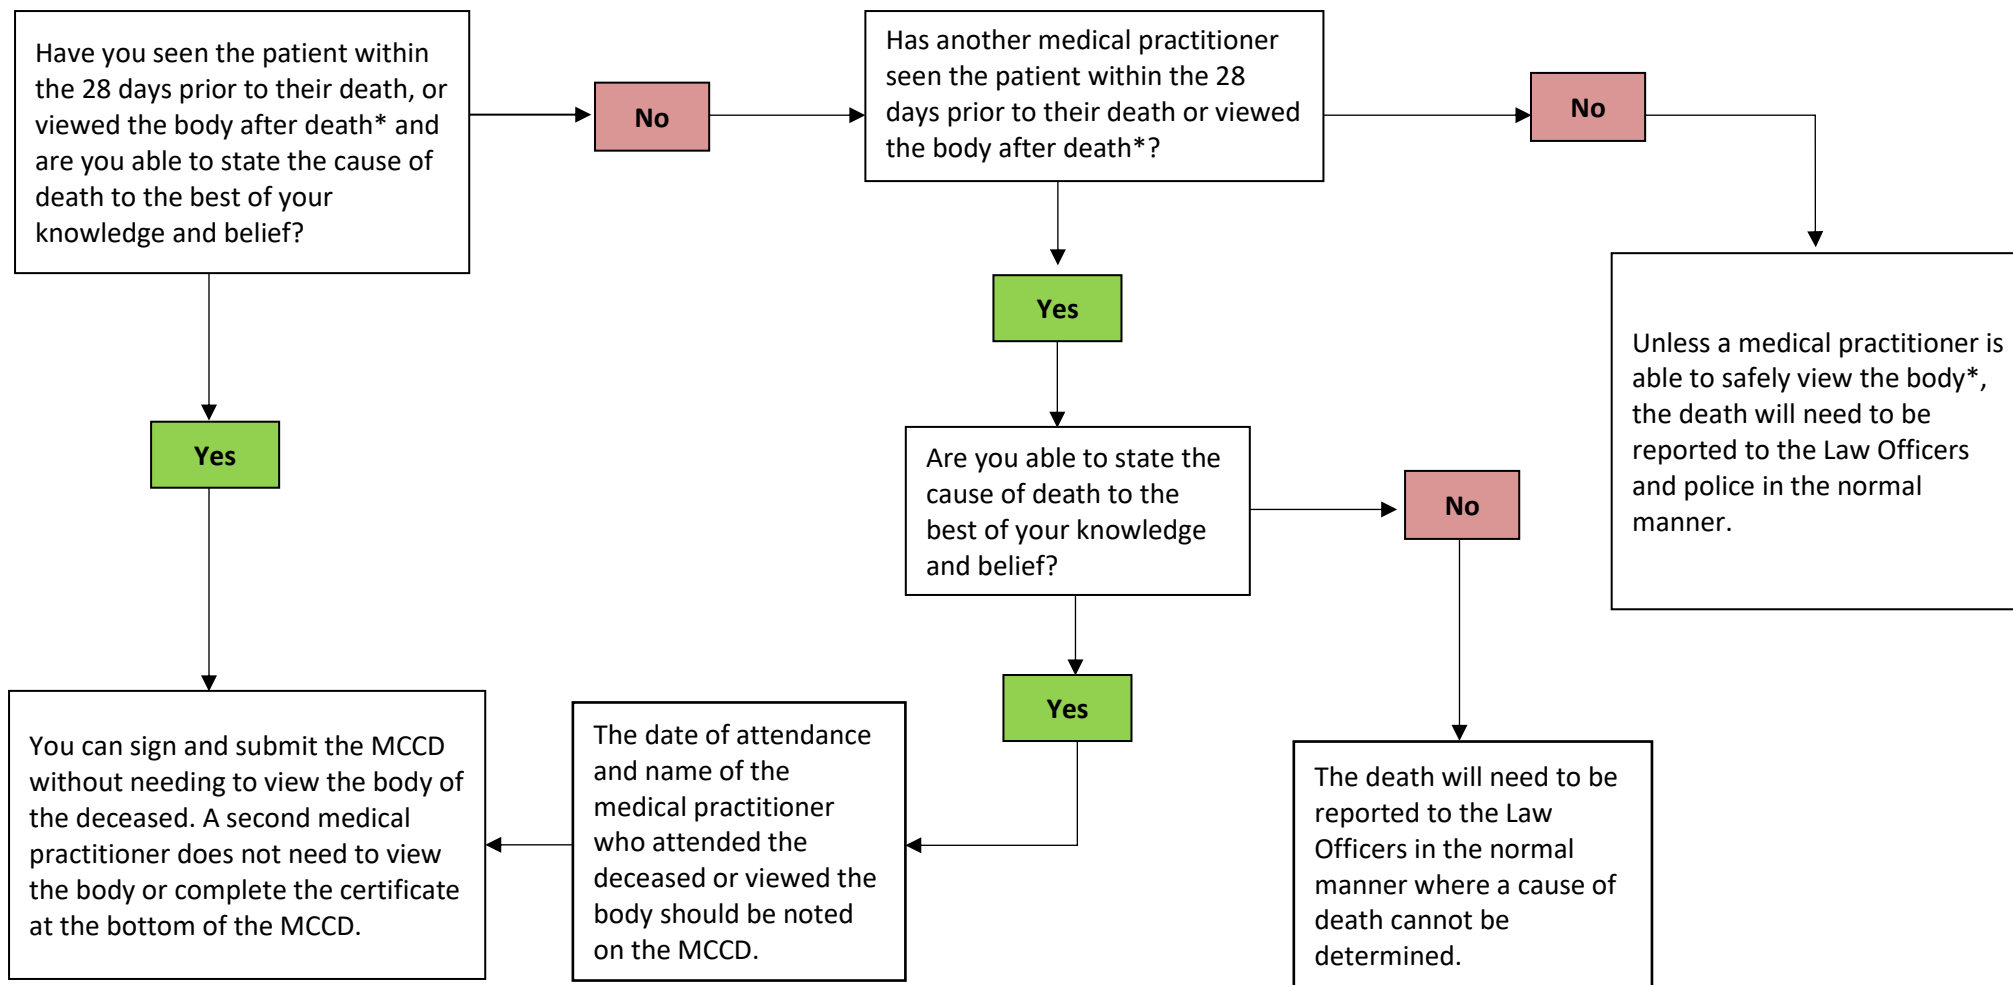 Have you seen the patient within
the 28 days prior to their death, or
viewed the body after death* and
are you able to state the cause of
death to the best of your
knowledge and belief?
No
Has another medical practitioner
seen the patient within the 28
days prior to their death or viewed
the body after death*?
No
Unless a medical practitioner is
able to safely view the body*,
the death will need to be
reported to the Law Officers
and police in the normal
manner.
Yes
Are you able to state the
cause of death to the
best of your knowledge
and belief?
No
The death will need to be
reported to the Law
Officers in the normal
manner where a cause of
death cannot be
determined.
Yes
The date of attendance
and name of the
medical practitioner
who attended the
deceased or viewed the
body should be noted
on the MCCD.
Yes
You can sign and submit the MCCD
without needing to view the body of
the deceased. A second medical
practitioner does not need to view
the body or complete the certificate
at the bottom of the MCCD.